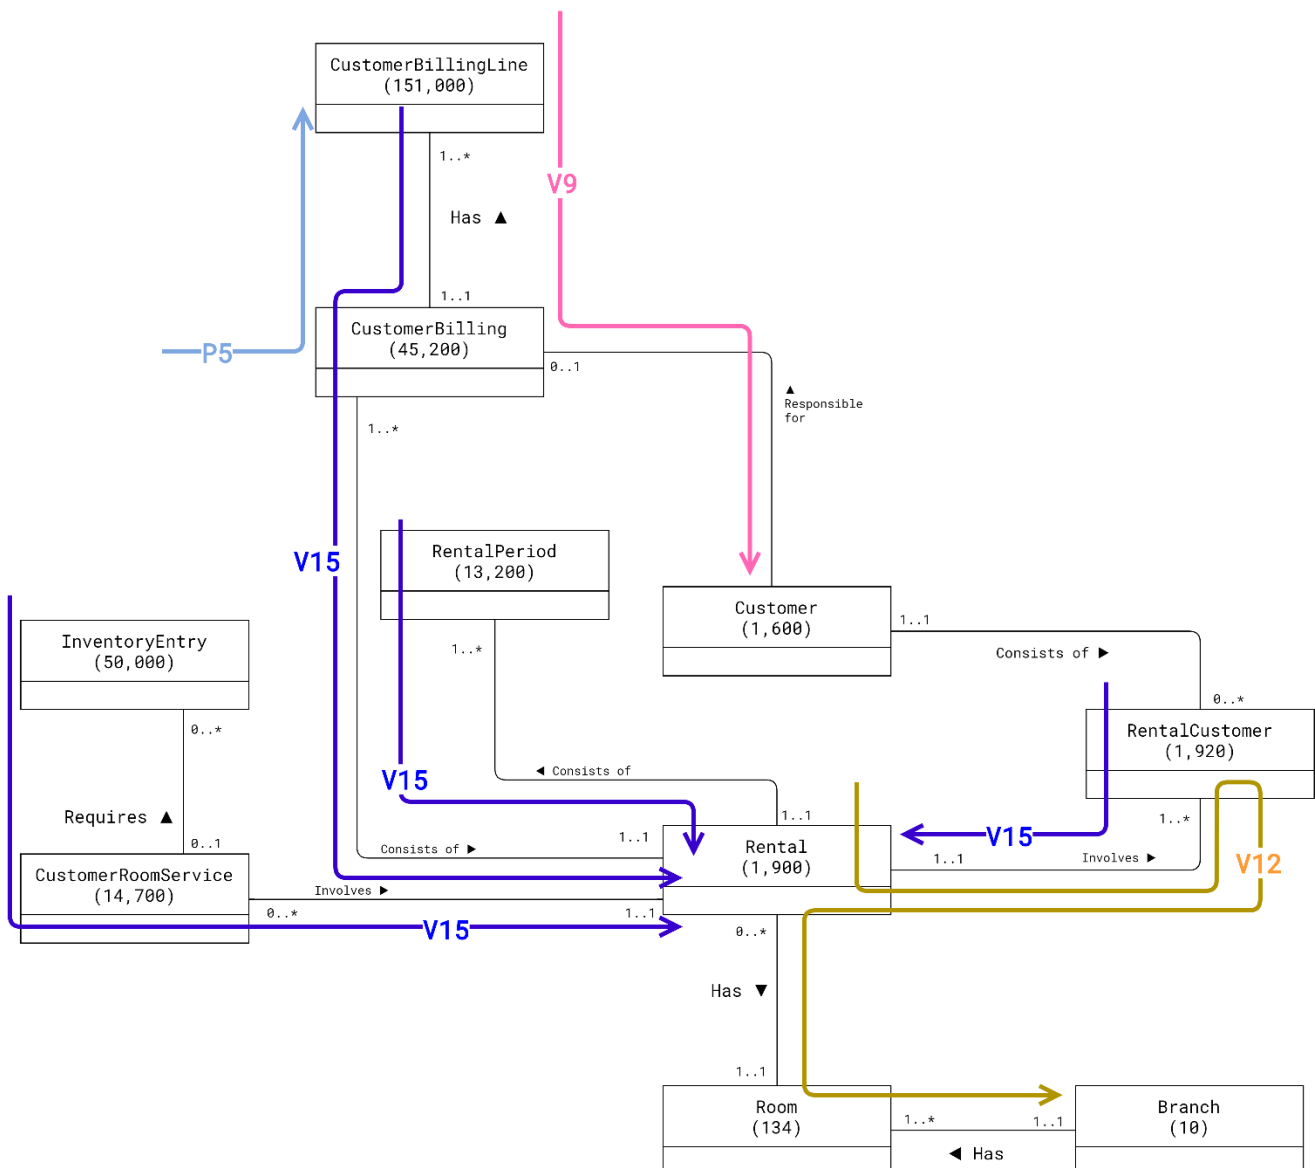 CustomerBillingLine
(151,000)
1..*
V9
Has ▲
1..1
CustomerBilling
(45,200)
P5
0..1
▲
Responsible
for
1..*
V15
RentalPeriod
(13,200)
Customer
(1,600)
1..1
InventoryEntry
(50,000)
1..*
Consists of ▶
0..*
RentalCustomer
(1,920)
0..*
◀ Consists of
V15
Requires ▲
1..1
1..*
0..1
1..1
V15
Consists of ▶
Rental
(1,900)
1..1
Involves ▶
V12
CustomerRoomService
(14,700)
Involves ▶
0..*
1..1
V15
0..*
Has ▼
1..1
Room
(134)
1..*
1..1
Branch
(10)
◀ Has